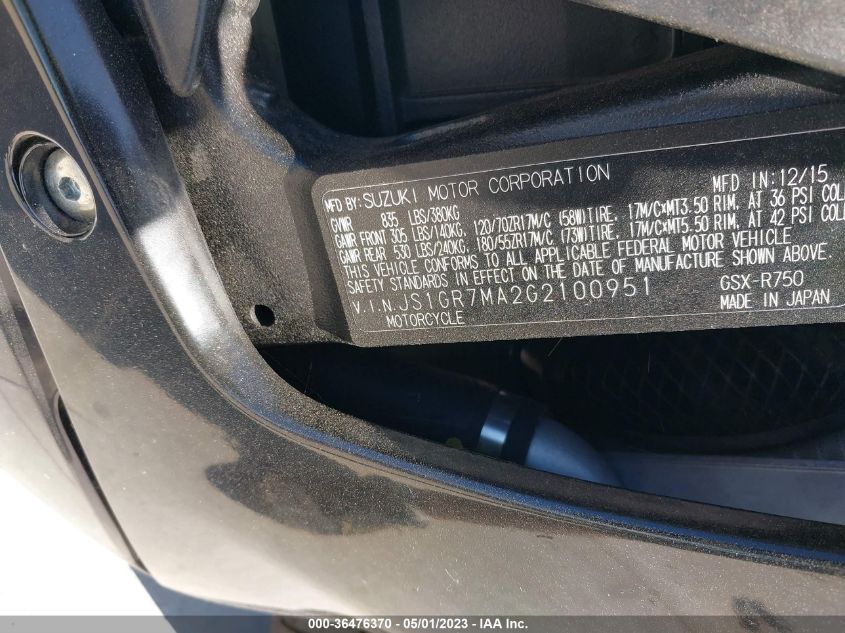 MFD BY: SUZUKI MOTOR CORPORATION MFD IN: 12/15
GVWR 835 LBS/380KG
GAWR FRONT 305 LBS/140KG, 120/70ZR17M/C (58W)TIRE, 17M/C×MT3.50 RIM, AT 36 PSI COL
GAWR REAR 530 LBS/240KG, 180/55ZR17M/C (73W)TIRE, 17M/C×MT5.50 RIM, AT 42 PSI COL
THIS VEHICLE CONFORMS TO ALL APPLICABLE FEDERAL MOTOR VEHICLE
SAFETY STANDARDS IN EFFECT ON THE DATE OF MANUFACTURE SHOWN ABOVE.
V.I.N. JS1GR7MA2G2100951 GSX-R750
MOTORCYCLE MADE IN JAPAN
000-36476370 - 05/01/2023 - IAA Inc.